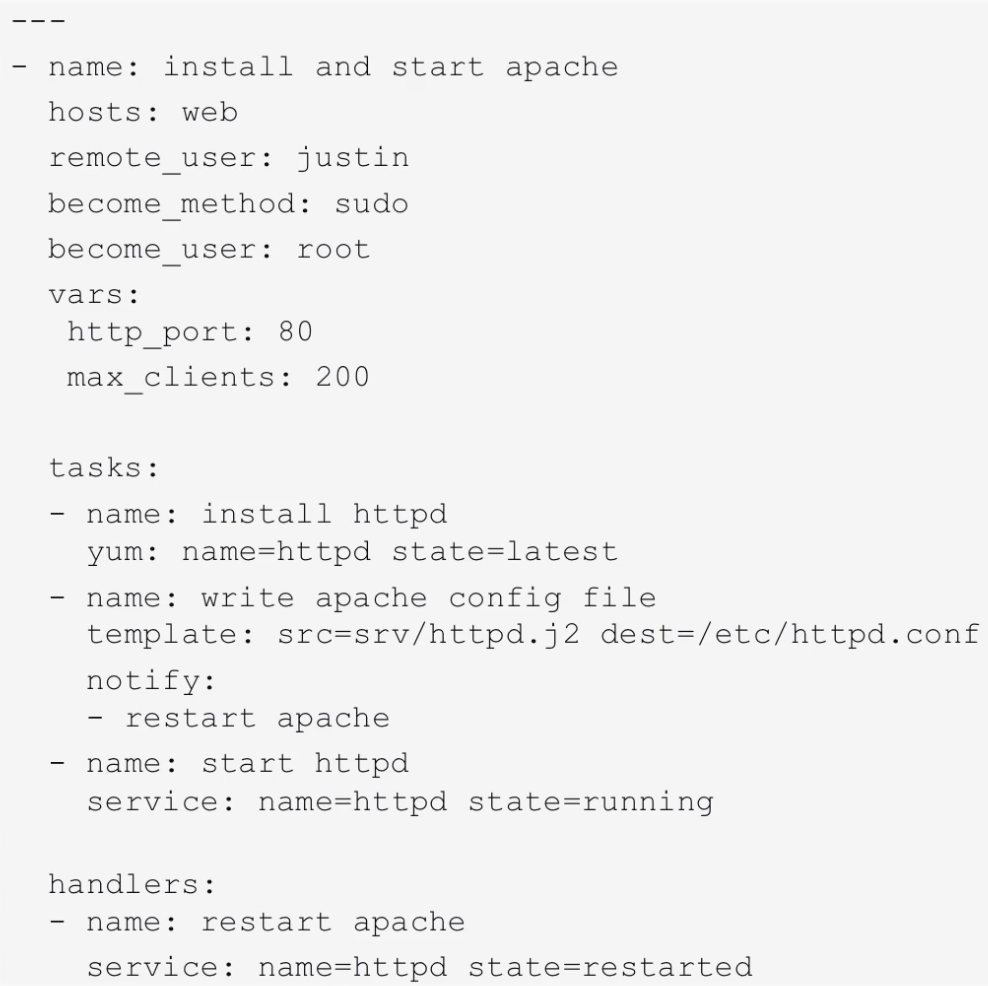 ---
- name: install and start apache
  hosts: web
  remote_user: justin
  become_method: sudo
  become_user: root
  vars:
   http_port: 80
   max_clients: 200

  tasks:
  - name: install httpd
    yum: name=httpd state=latest
  - name: write apache config file
    template: src=srv/httpd.j2 dest=/etc/httpd.conf
    notify:
    - restart apache
  - name: start httpd
    service: name=httpd state=running

  handlers:
  - name: restart apache
    service: name=httpd state=restarted